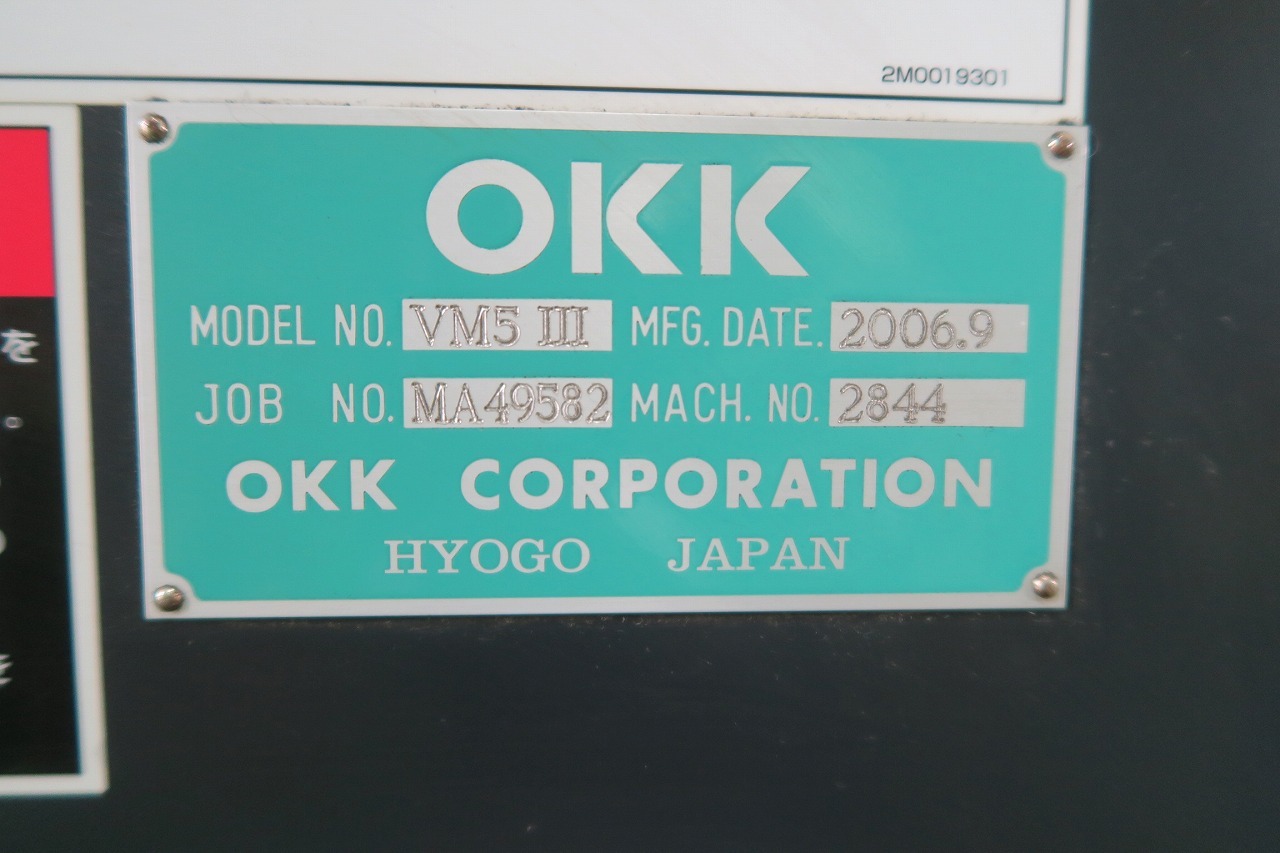 2M0019301
OKK
MODEL NO. VM5 III MFG. DATE. 2006.9
JOB NO. MA49582 MACH. NO. 2844
OKK CORPORATION
HYOGO JAPAN
を
。